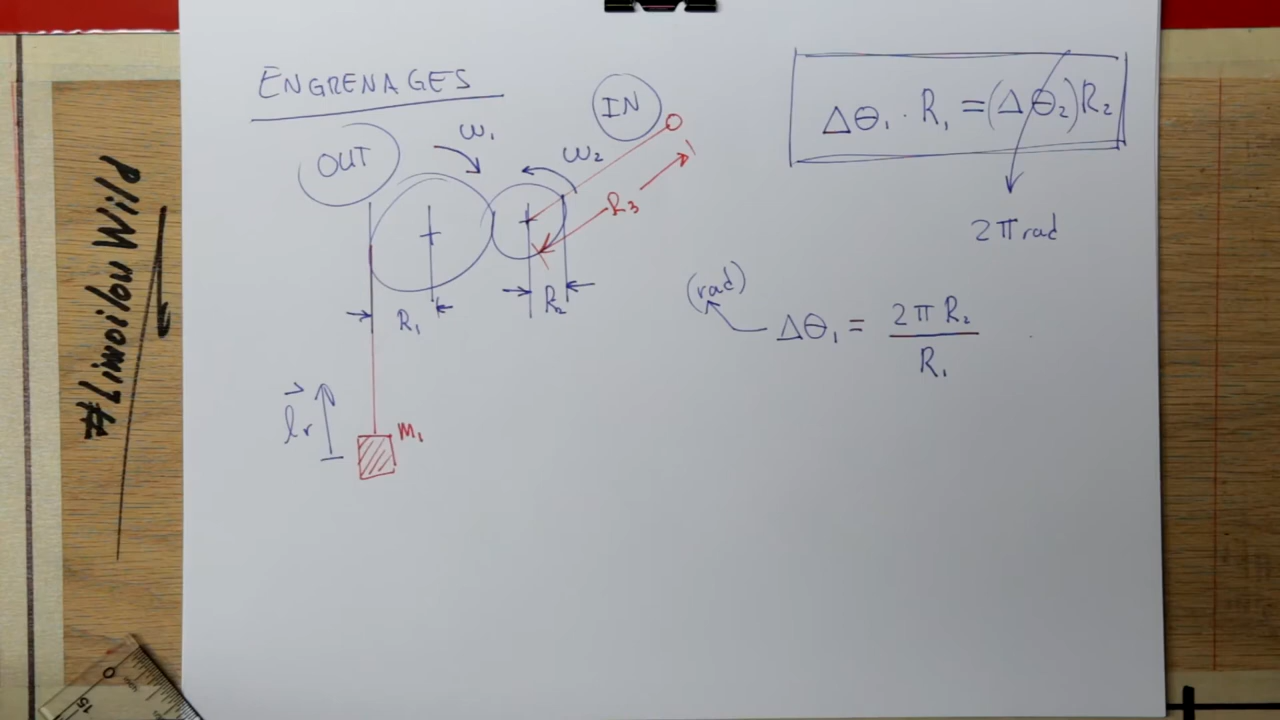 ENGRENAGES
OUT
IN
ω₁
ω₂
R₃
R₁
R₂
l⃗r
M₁
Δθ₁ · R₁ = (Δθ₂)R₂
2π rad
(rad)
Δθ₁ = 2π R₂ / R₁
#Limoilou Wild
0
15